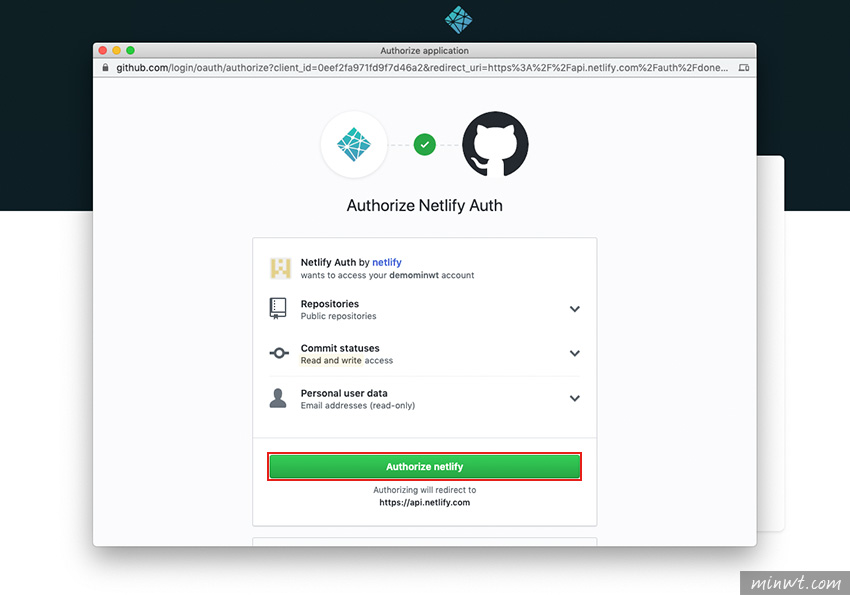 Authorize application
github.com/login/oauth/authorize?client_id=0eef2fa971fd9f7d46a2&redirect_uri=https%3A%2F%2Fapi.netlify.com%2Fauth%2Fdone...
Authorize Netlify Auth
Netlify Auth by netlify
wants to access your demominwt account
Repositories
Public repositories
Commit statuses
Read and write access
Personal user data
Email addresses (read-only)
Authorize netlify
Authorizing will redirect to
https://api.netlify.com
minwt.com